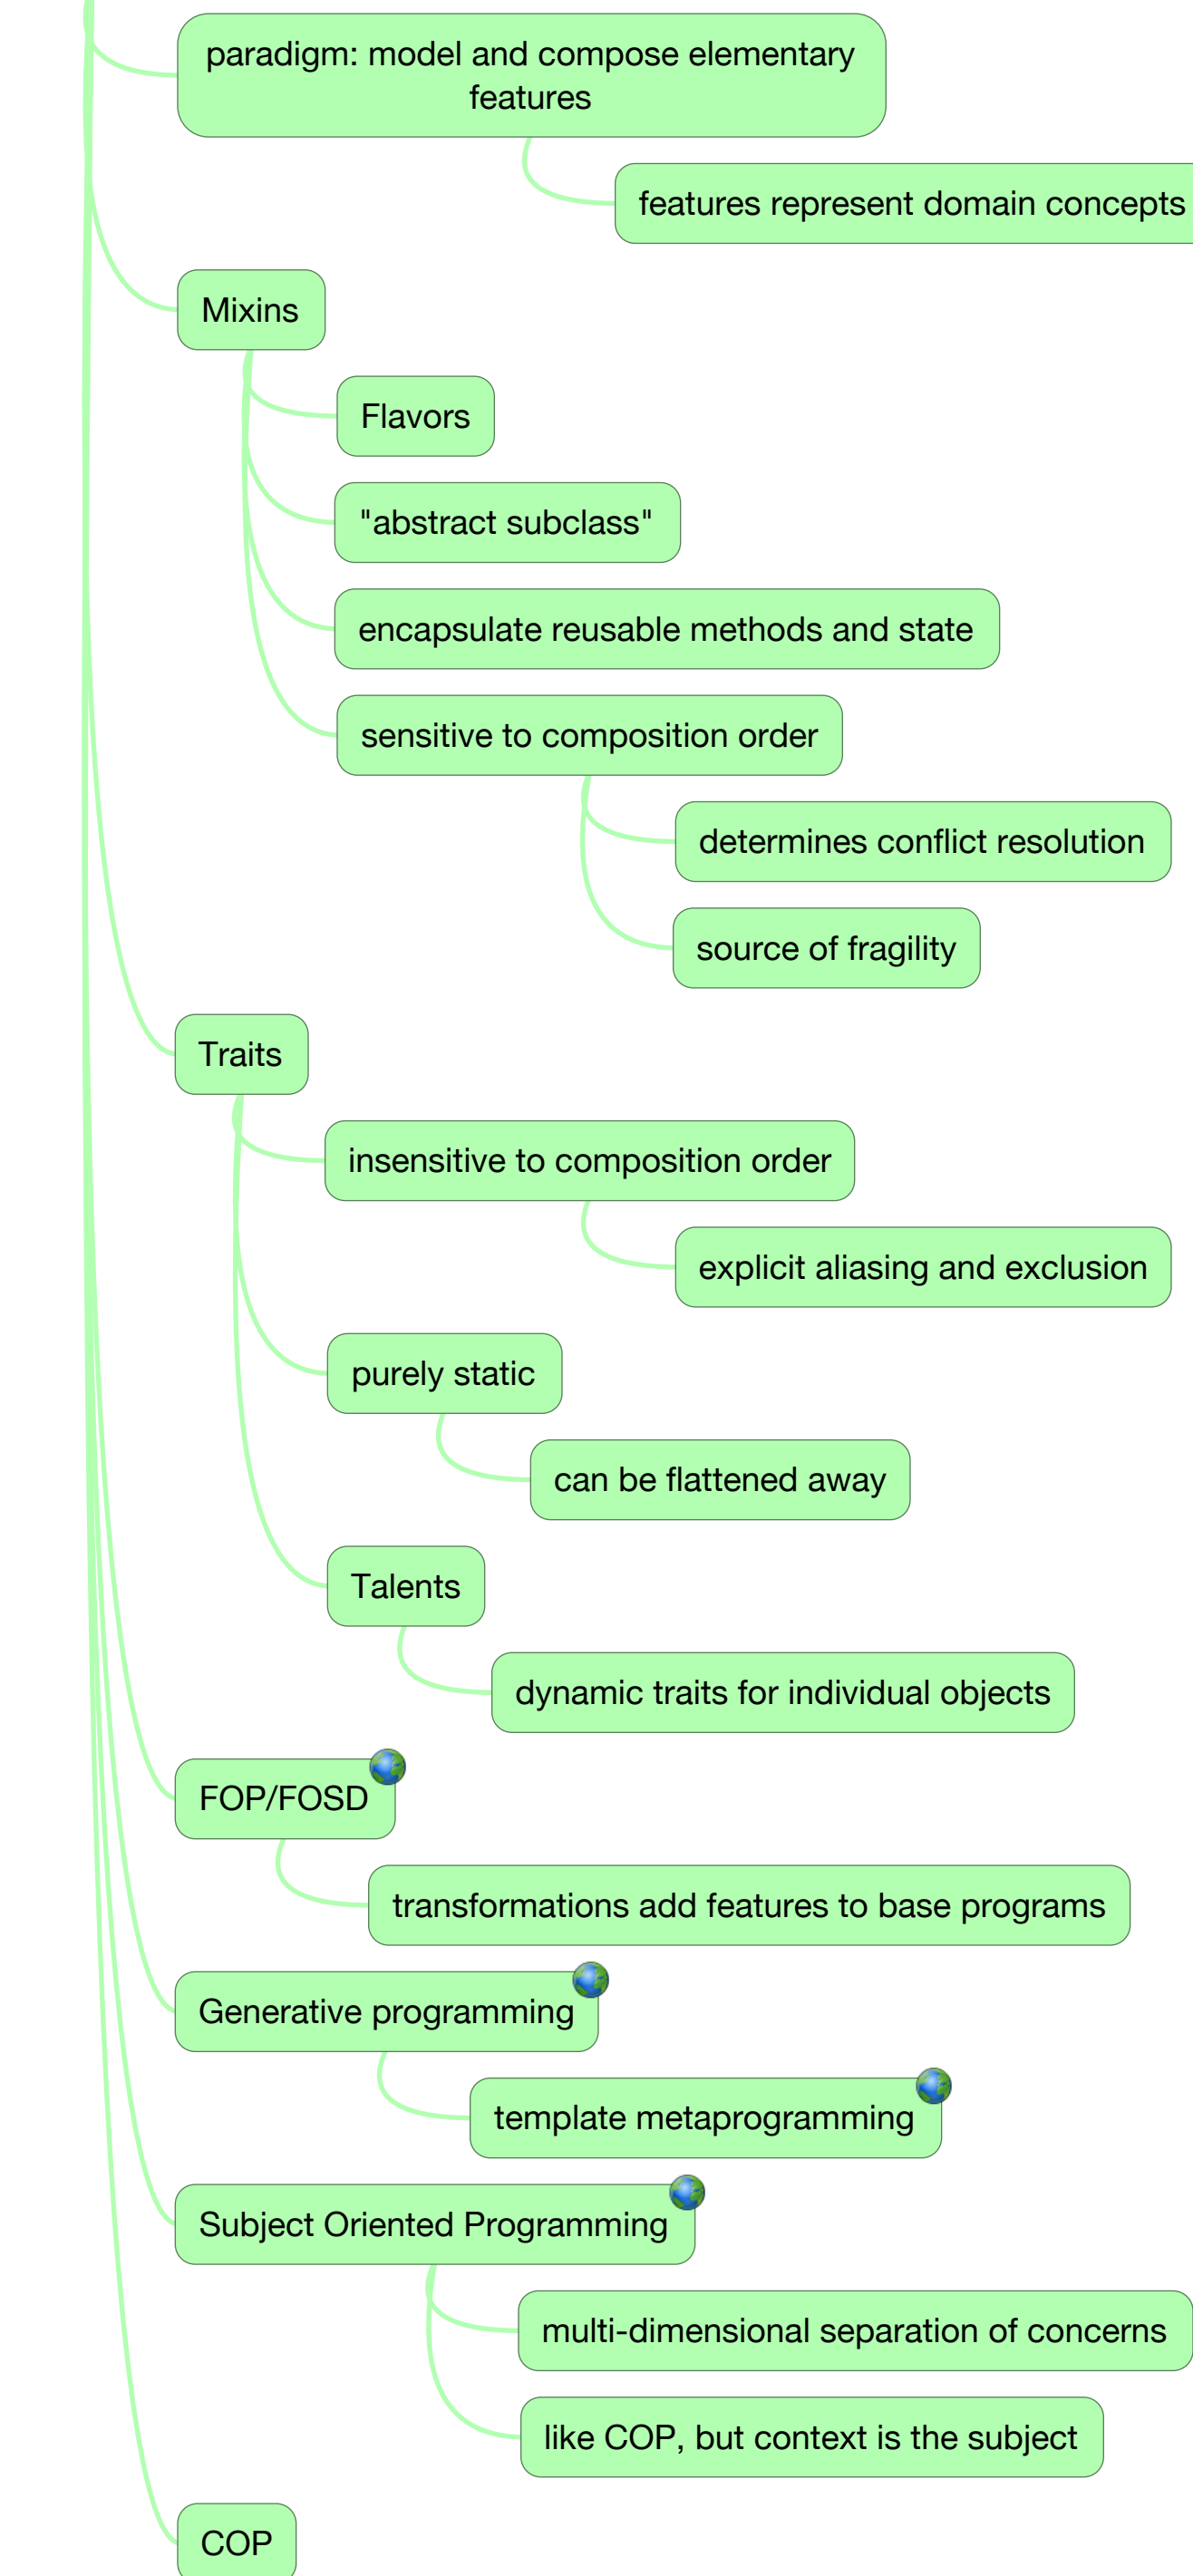 paradigm: model and compose elementary
features
features represent domain concepts
Mixins
Flavors
"abstract subclass"
encapsulate reusable methods and state
sensitive to composition order
determines conflict resolution
source of fragility
Traits
insensitive to composition order
explicit aliasing and exclusion
purely static
can be flattened away
Talents
dynamic traits for individual objects
FOP/FOSD
transformations add features to base programs
Generative programming
template metaprogramming
Subject Oriented Programming
multi-dimensional separation of concerns
like COP, but context is the subject
COP